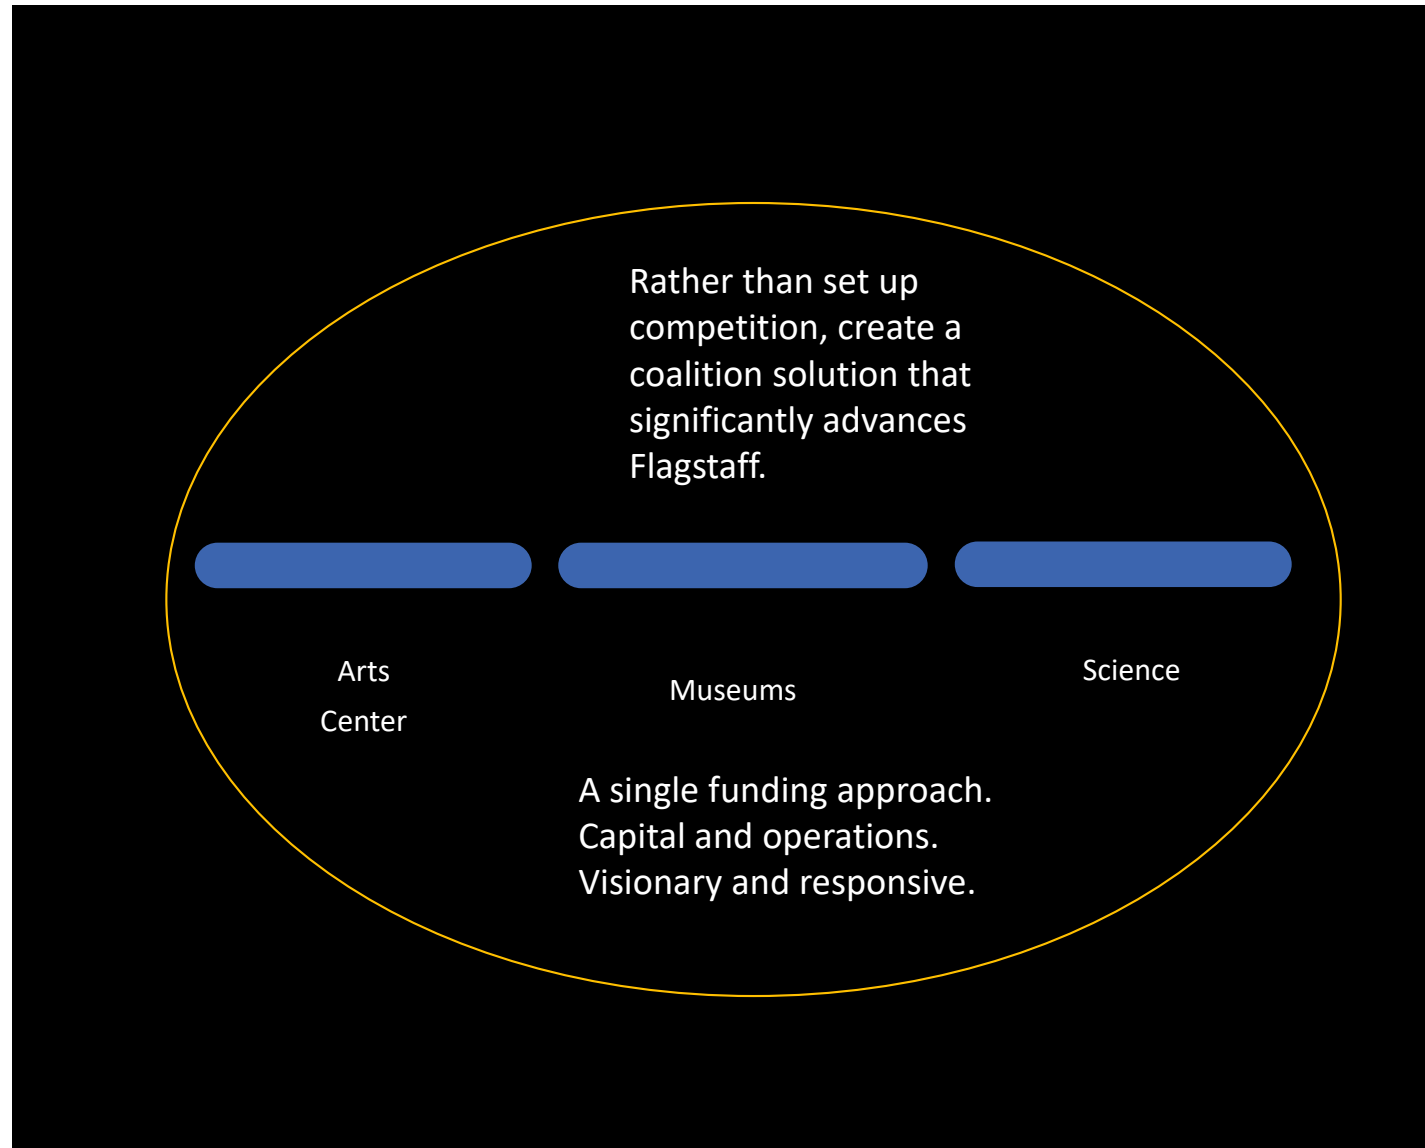 Rather than set up
competition, create a
coalition solution that
significantly advances
Flagstaff.
Arts
Center
Museums
Science
A single funding approach.
Capital and operations.
Visionary and responsive.